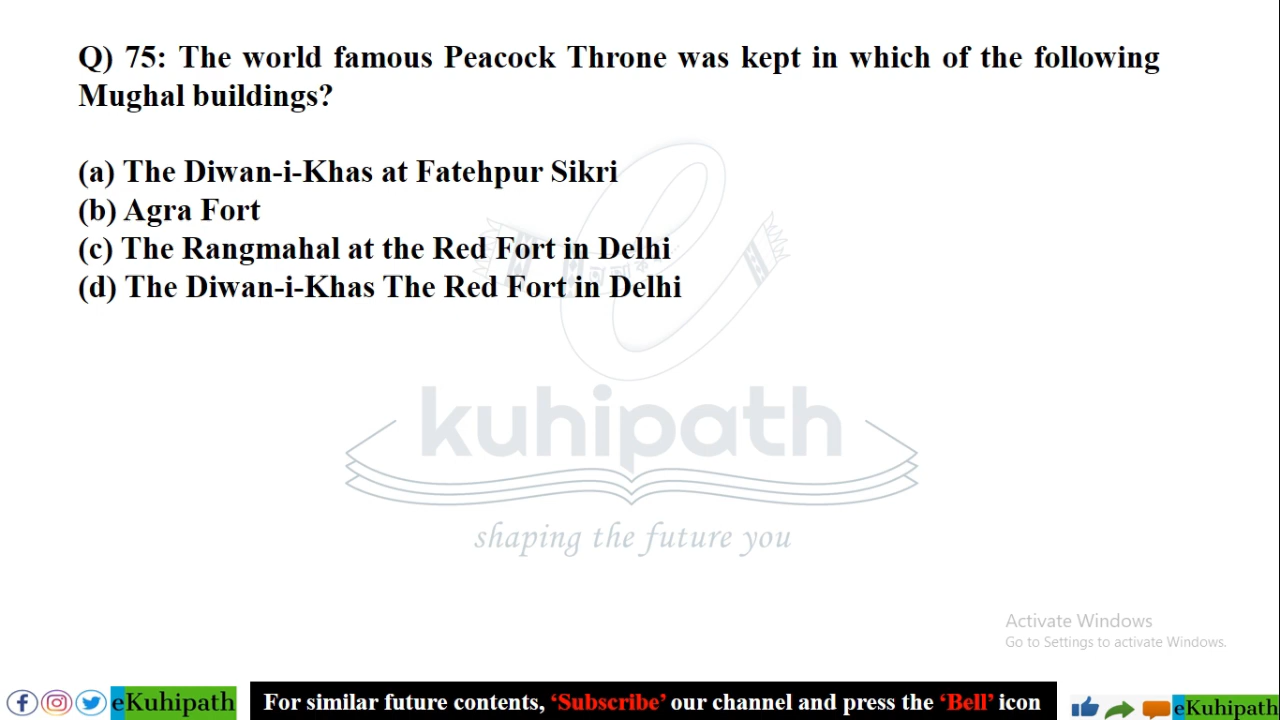 Q) 75: The world famous Peacock Throne was kept in which of the following
Mughal buildings?
(a) The Diwan-i-Khas at Fatehpur Sikri
(b) Agra Fort
(c) The Rangmahal at the Red Fort in Delhi
(d) The Diwan-i-Khas The Red Fort in Delhi
kuhipath
shaping the future you
Activate Windows
Go to Settings to activate Windows.
eKuhipath
For similar future contents, ‘Subscribe’ our channel and press the ‘Bell’ icon
eKuhipath